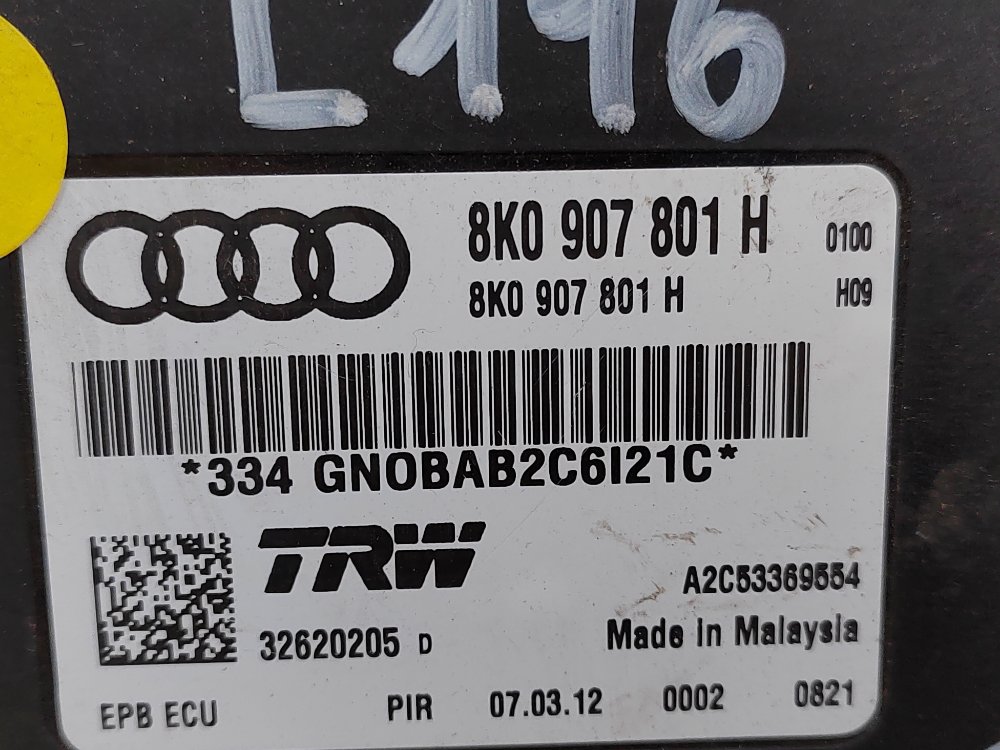 L196
8K0 907 801 H 0100
8K0 907 801 H H09
*334 GNOBAB2C6I21C*
TRW
A2C53369554
32620205 D Made in Malaysia
EPB ECU PIR 07.03.12 0002 0821